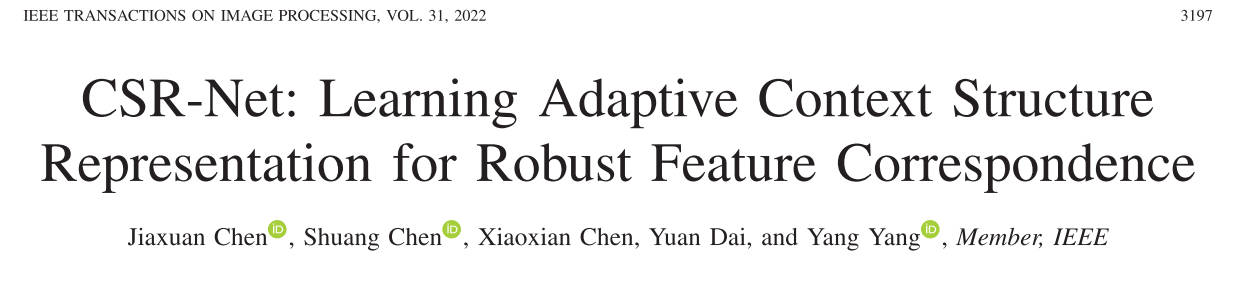 IEEE TRANSACTIONS ON IMAGE PROCESSING, VOL. 31, 2022 3197
CSR-Net: Learning Adaptive Context Structure
Representation for Robust Feature Correspondence
Jiaxuan Chen, Shuang Chen, Xiaoxian Chen, Yuan Dai, and Yang Yang, Member, IEEE